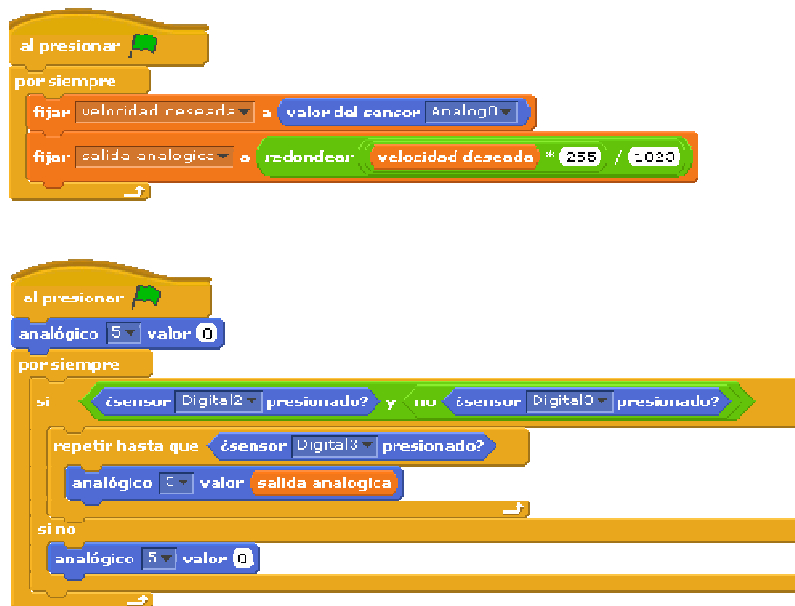 al presionar
por siempre
fijar velocidad deseada a valor del sensor Analog0
fijar salida analogica a redondear velocidad deseada * 255 / 1020
al presionar
analógico 5 valor 0
por siempre
si ¿sensor Digital2 presionado? y no ¿sensor presionado?
repetir hasta que ¿sensor Digital3 presionado?
analógico valor salida analogica
si no
analógico 5 valor 0